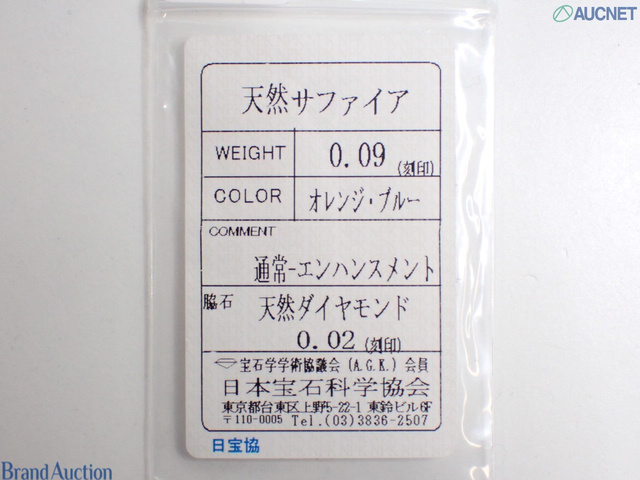 AUCNET
天然サファイア
WEIGHT 0.09 (刻印)
COLOR オレンジ・ブルー
COMMENT
通常-エンハンスメント
脇石 天然ダイヤモンド
0.02 (刻印)
宝石学学術協議会 (A.G.K.) 会員
日本宝石科学協会
東京都台東区上野5-22-1 東鈴ビル6F
〒110-0005 Tel.(03)3836-2507
日宝協
Brand Auction